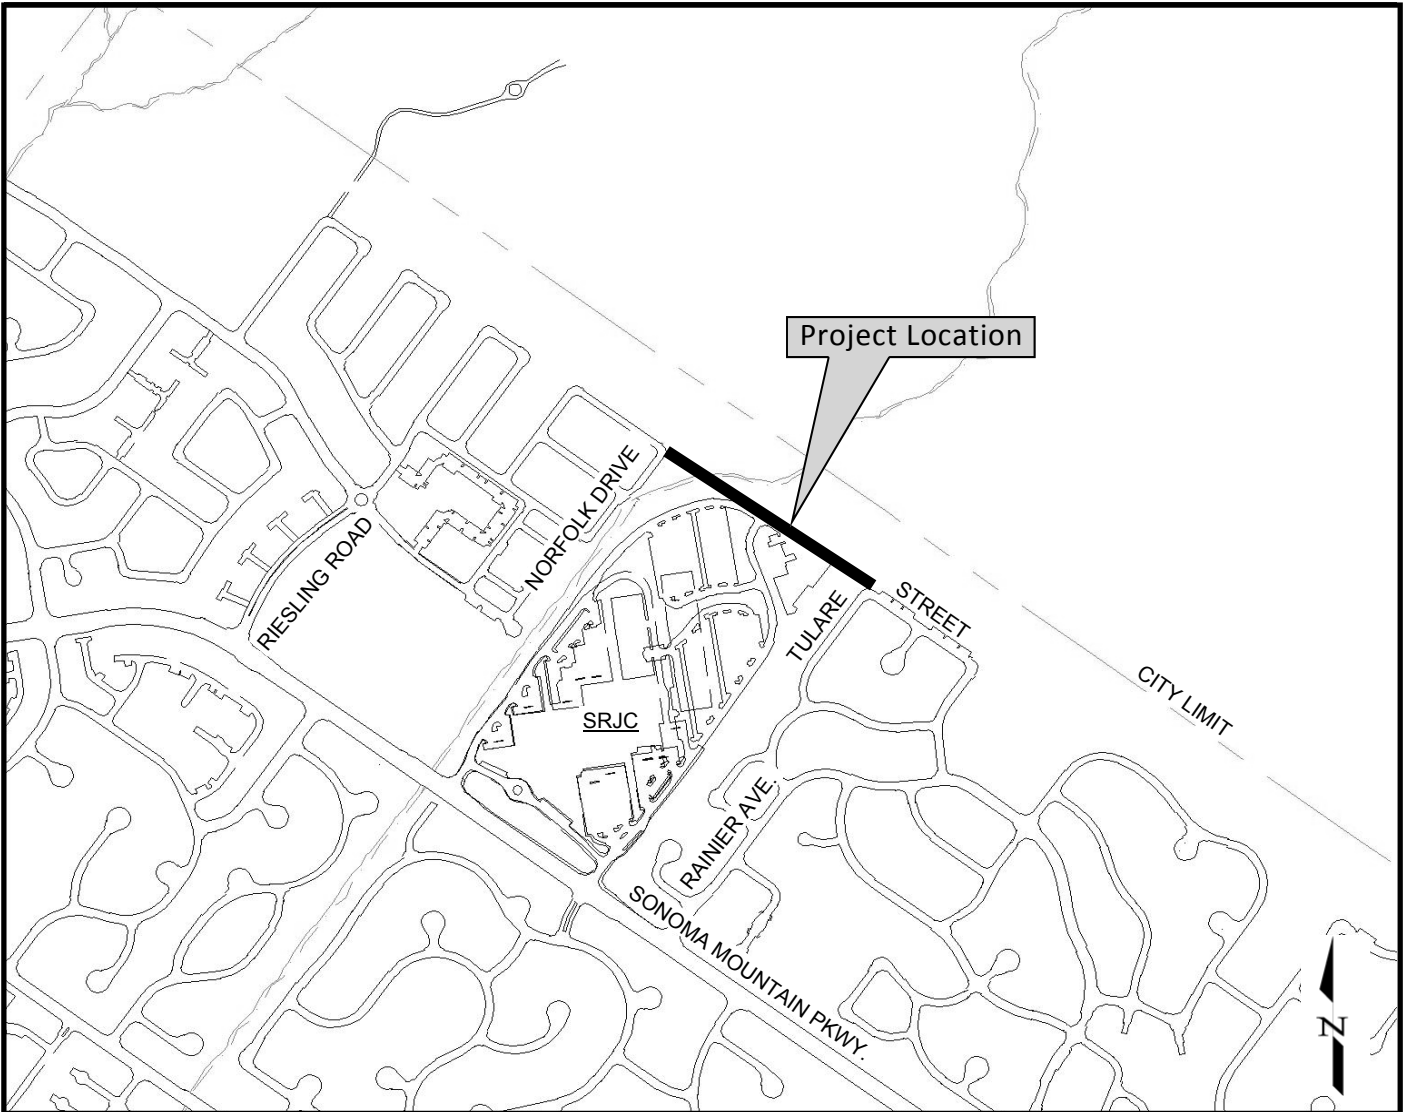 Project Location
NORFOLK DRIVE
RIESLING ROAD
TULARE
STREET
CITY LIMIT
SRJC
RAINIER AVE.
SONOMA MOUNTAIN PKWY.
N